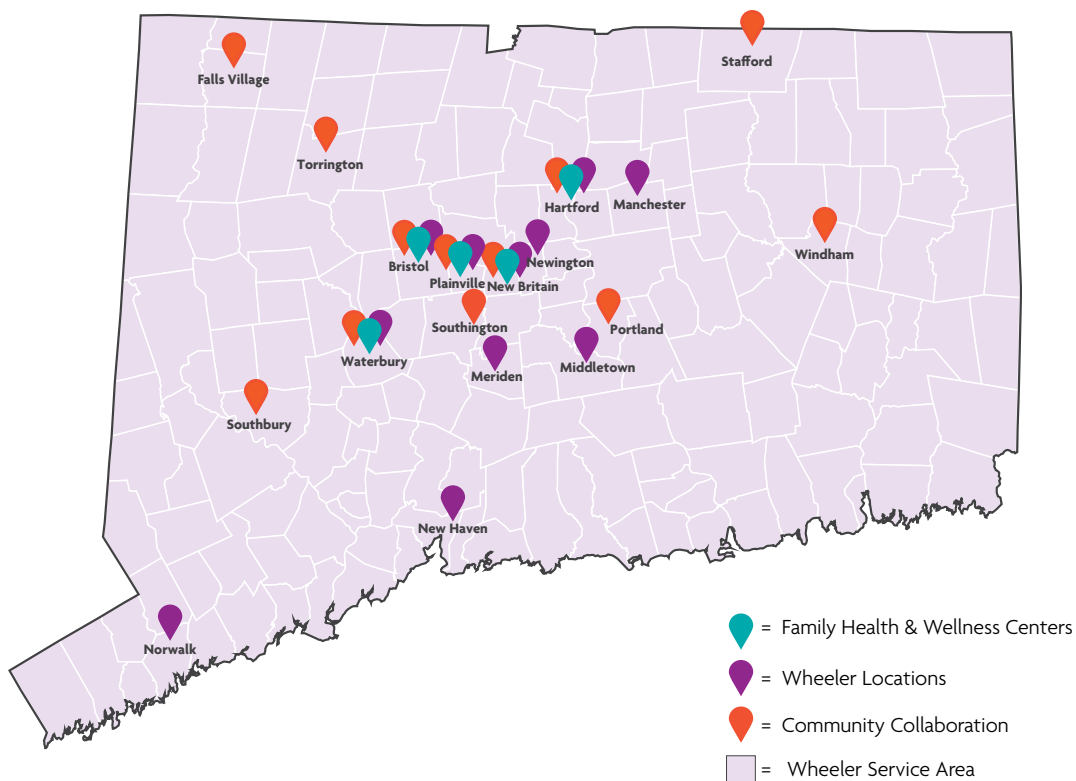 Falls Village
Stafford
Torrington
Hartford
Manchester
Windham
Bristol
Newington
Plainville
New Britain
Southington
Portland
Waterbury
Meriden
Middletown
Southbury
New Haven
Norwalk
= Family Health & Wellness Centers
= Wheeler Locations
= Community Collaboration
= Wheeler Service Area